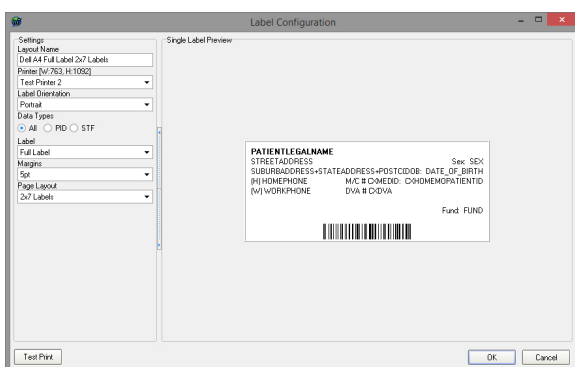 Label Configuration
Settings
Layout Name
Dell A4 Full Label 2x7 Labels
Printer [W:763, H:1092]
Test Printer 2
Label Orientation
Portrait
Data Types
All PID STF
Label
Full Label
Margins
5pt
Page Layout
2x7 Labels
Single Label Preview
PATIENTLEGALNAME
STREETADDRESS Sex: SEX
SUBURBADDRESS+STATEADDRESS+POSTCODOB: DATE_OF_BIRTH
(H) HOMEPHONE M/C # CXMEDID: CXHOMEMOPATIENTID
(W) WORKPHONE DVA # CXDVA
Fund: FUND
Test Print OK Cancel